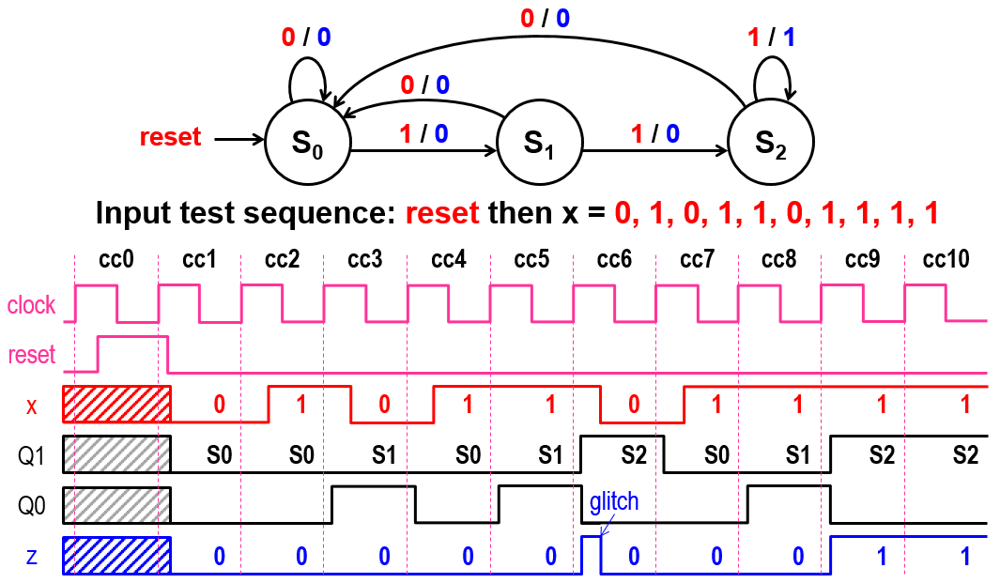 0 / 0
0 / 0
1 / 1
0 / 0
reset
S0
1 / 0
S1
1 / 0
S2
Input test sequence: reset then x = 0, 1, 0, 1, 1, 0, 1, 1, 1, 1
cc0 cc1 cc2 cc3 cc4 cc5 cc6 cc7 cc8 cc9 cc10
clock
reset
x 0 1 0 1 1 0 1 1 1 1
Q1 S0 S0 S1 S0 S1 S2 S0 S1 S2 S2
Q0
glitch
z 0 0 0 0 0 0 0 0 1 1